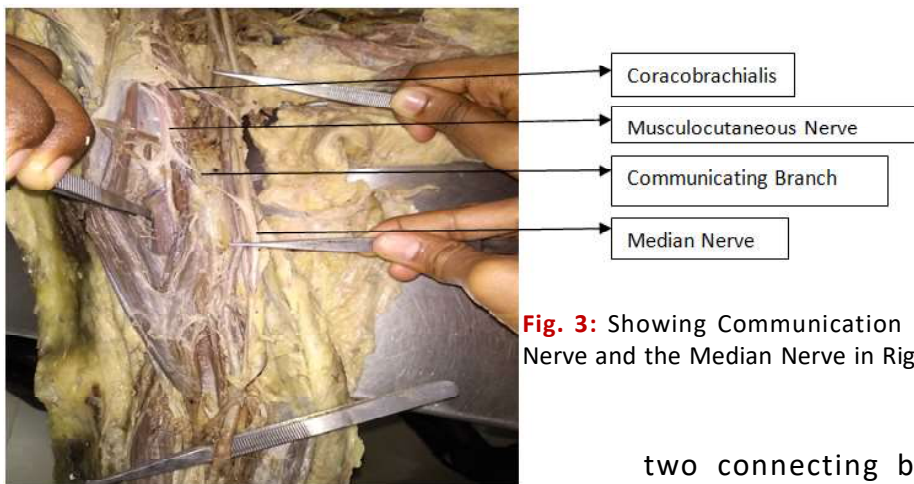 Coracobrachialis
Musculocutaneous Nerve
Communicating Branch
Median Nerve
Fig. 3: Showing Communication
Nerve and the Median Nerve in
two connecting